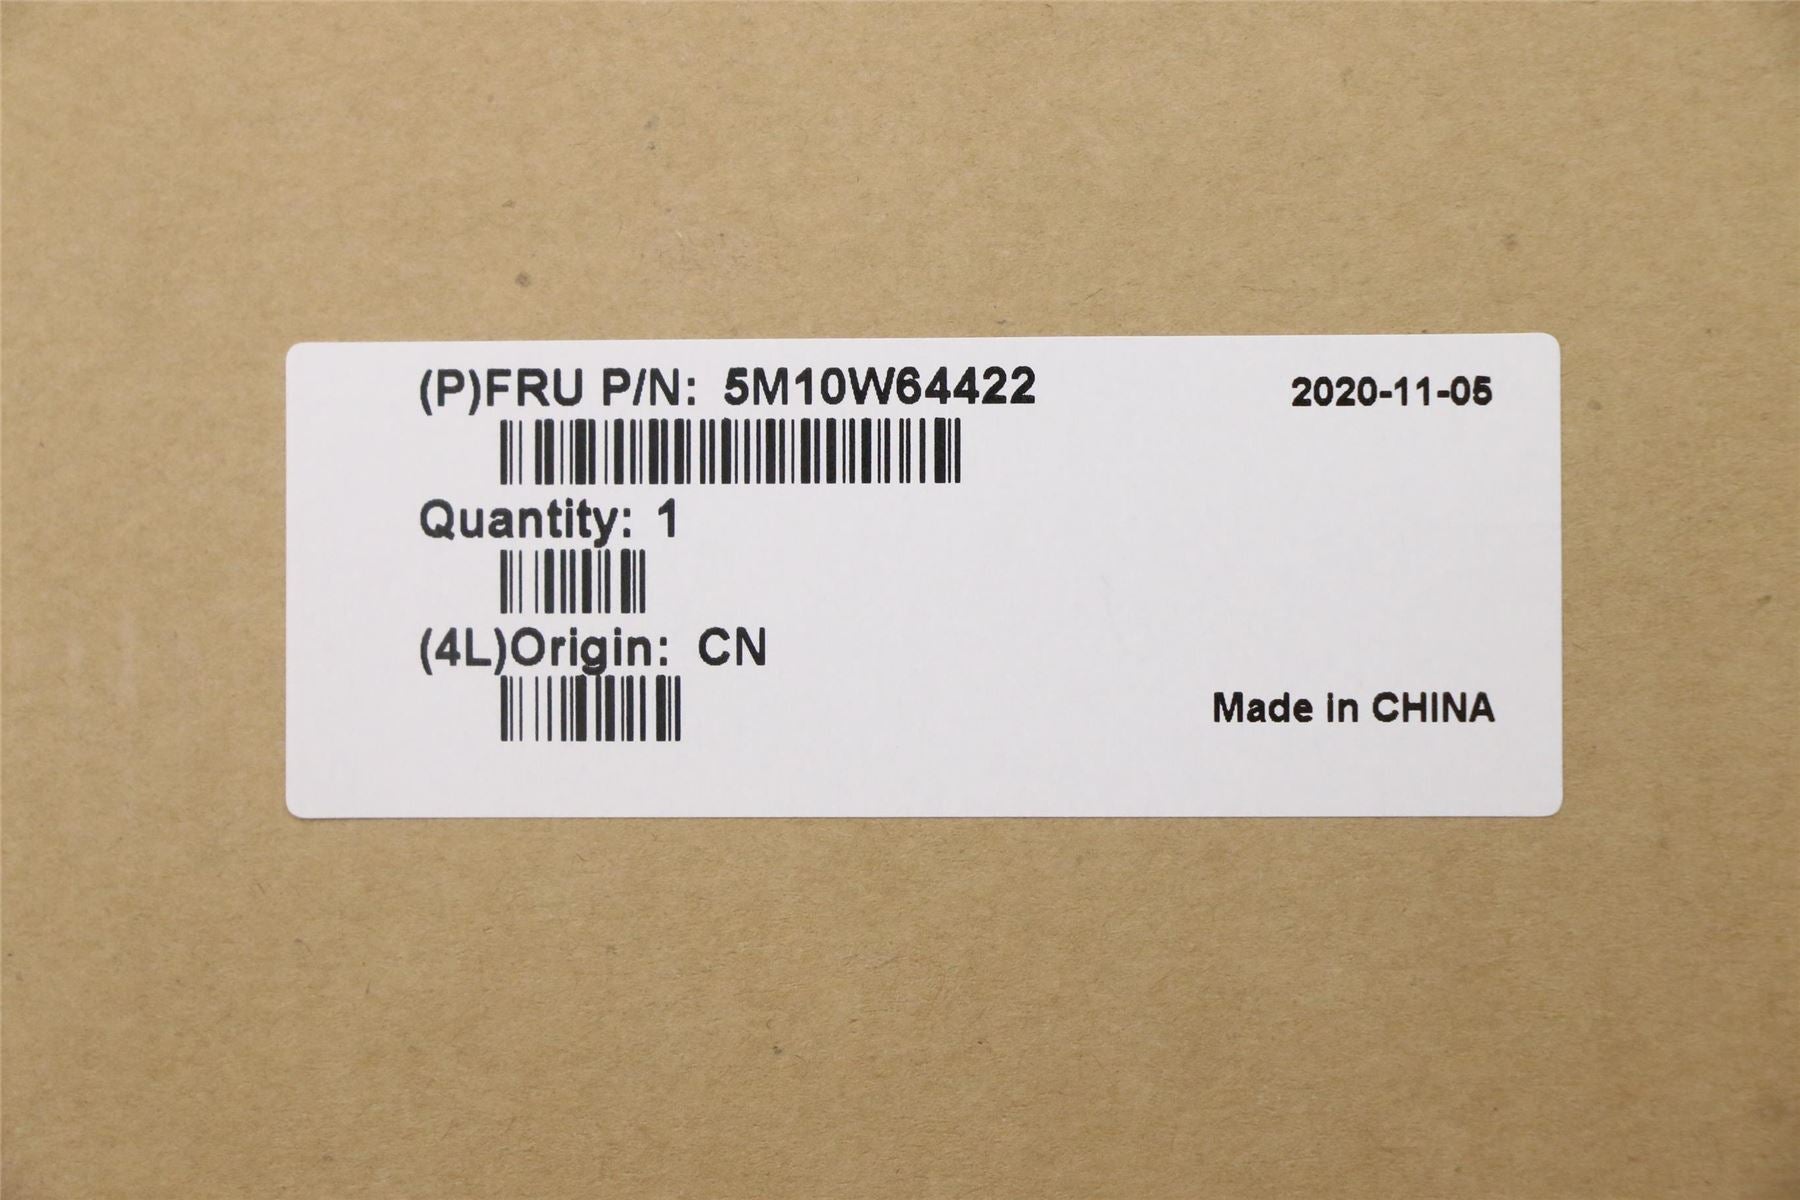 (P)FRU P/N: 5M10W64422
2020-11-05
Quantity: 1
(4L)Origin: CN
Made in CHINA